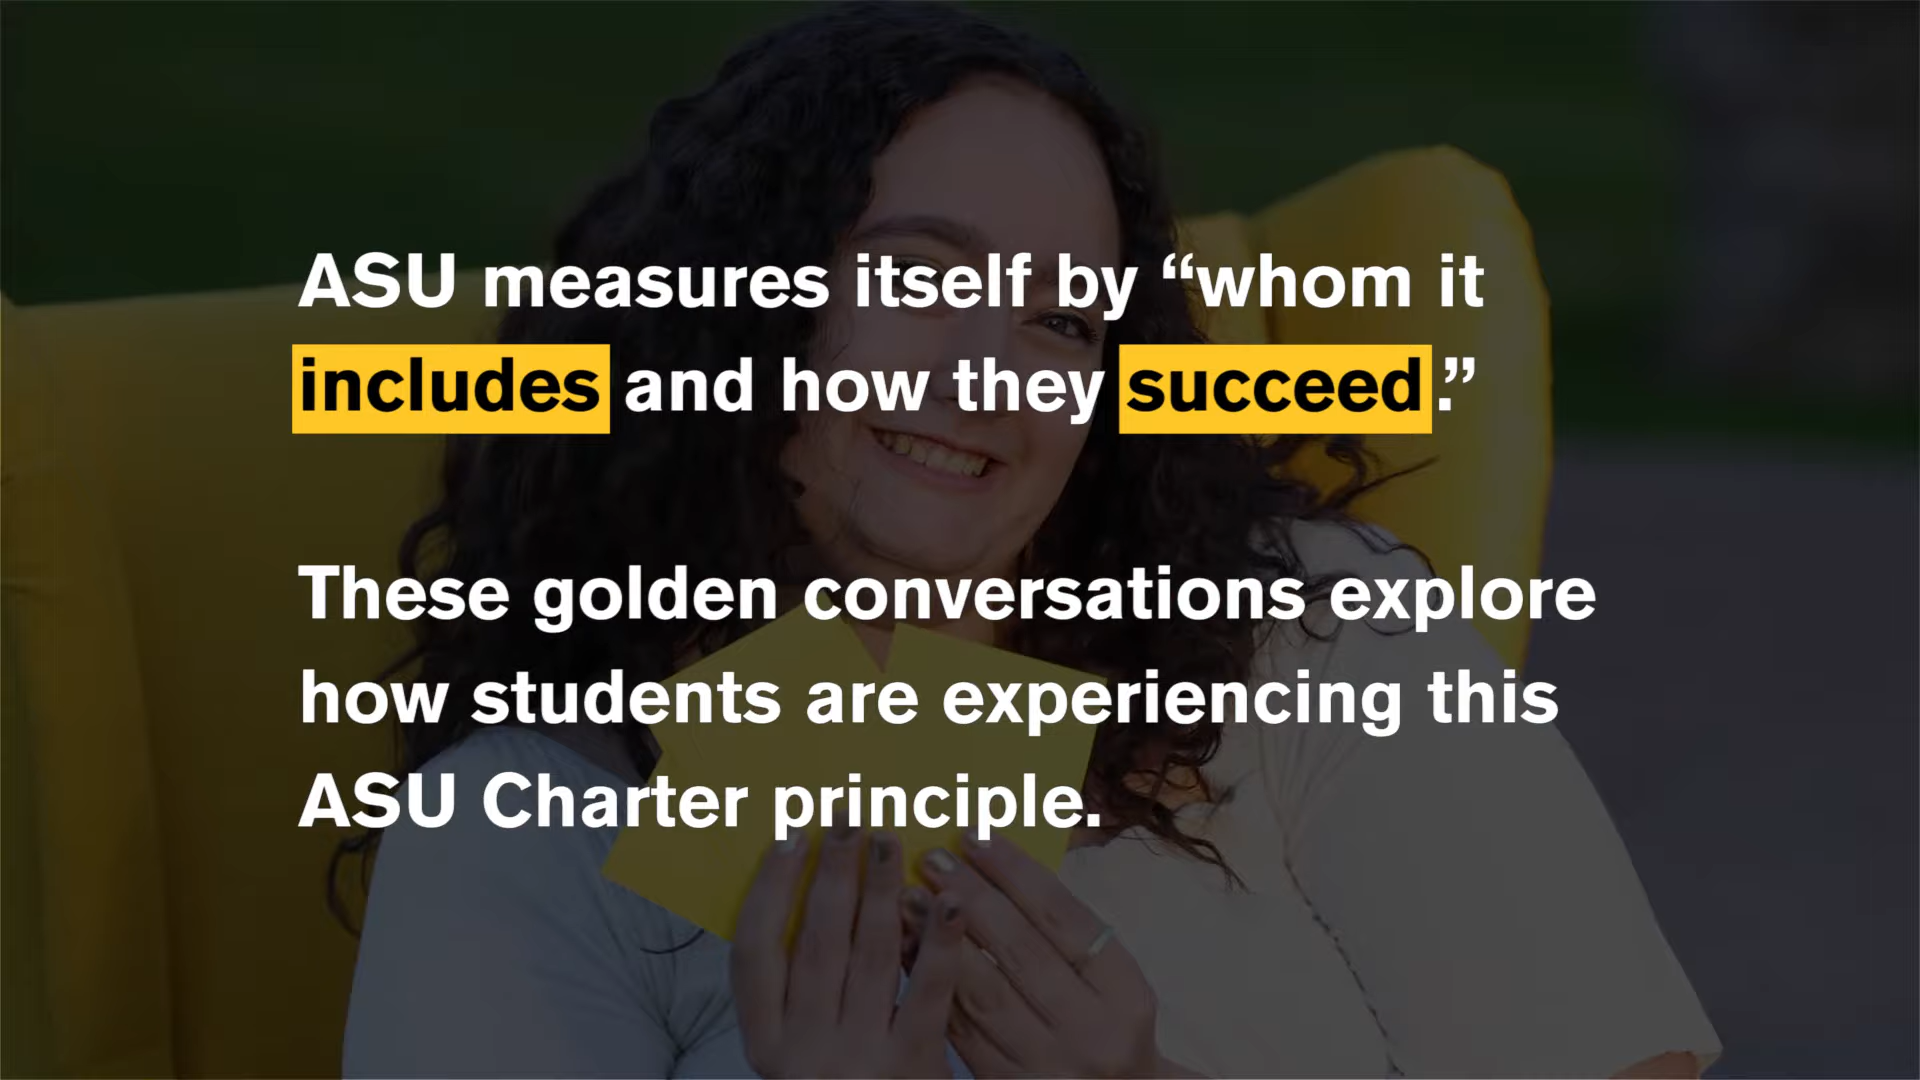 ASU measures itself by “whom it
includes and how they succeed.”
These golden conversations explore
how students are experiencing this
ASU Charter principle.